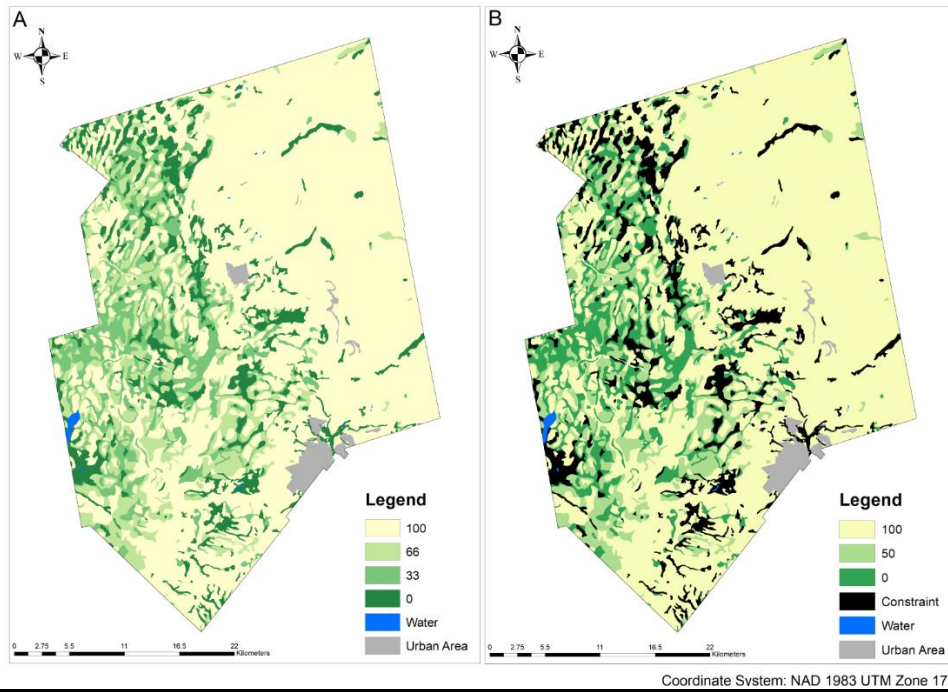 A
N
W E
S
Legend
100
66
33
0
Water
Urban Area
0 2.75 5.5 11 16.5 22
Kilometers
B
N
W E
S
Legend
100
50
0
Constraint
Water
Urban Area
0 2.75 5.5 11 16.5 22
Kilometers
Coordinate System: NAD 1983 UTM Zone 17